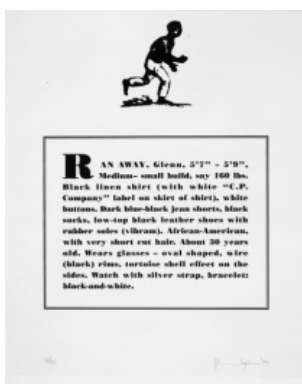 RAN AWAY, Glenn, 5'7" – 5'9",
Medium- small build, say 160 lbs.
Black linen shirt (with white "C.P.
Company" label on skirt of shirt), white
buttons. Dark blue-black jean shorts, black
socks, low-top black leather shoes with
rubber soles (vibram). African-American,
with very short cut hair. About 30 years
old. Wears glasses – oval shaped, wire
(black) rims, tortoise shell effect on the
sides. Watch with silver strap, bracelet:
black-and-white.